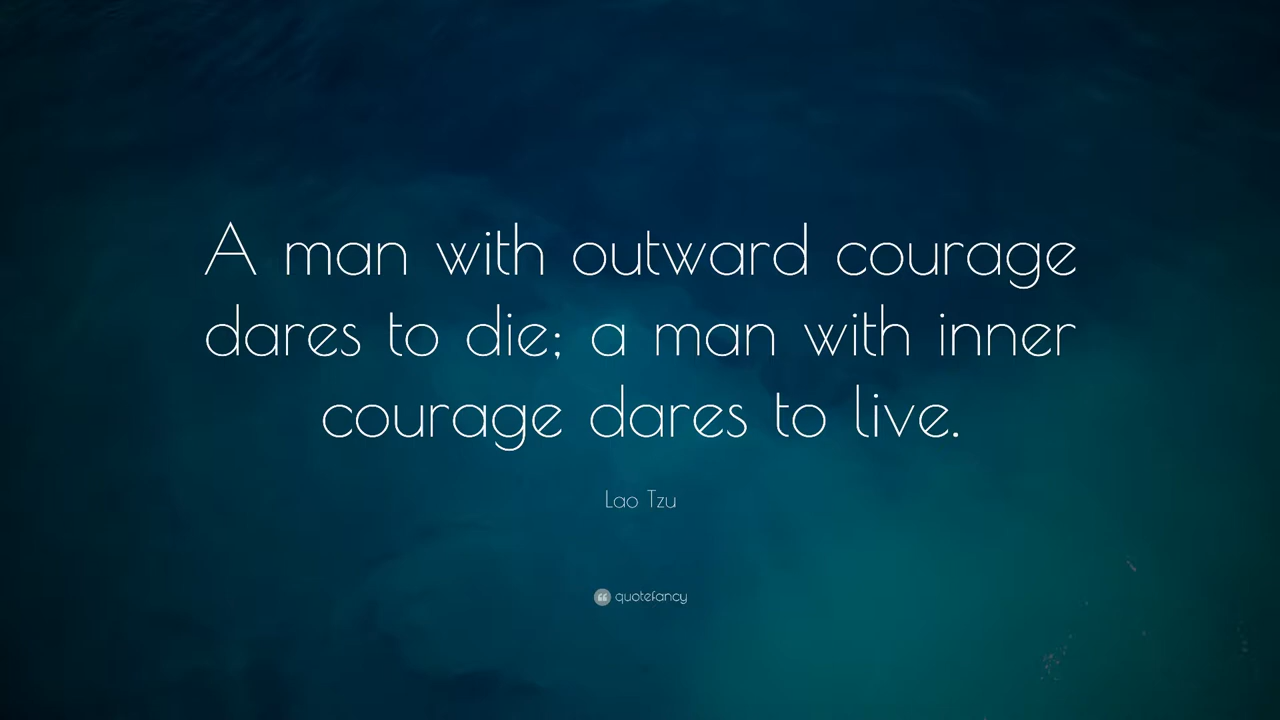 A man with outward courage
dares to die; a man with inner
courage dares to live.
Lao Tzu
quotefancy